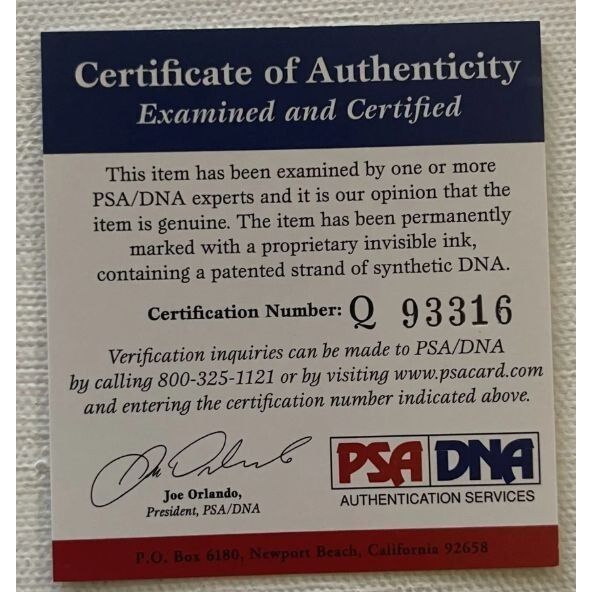 Certificate of Authenticity
Examined and Certified
This item has been examined by one or more
PSA/DNA experts and it is our opinion that the
item is genuine. The item has been permanently
marked with a proprietary invisible ink,
containing a patented strand of synthetic DNA.
Certification Number: Q 93316
Verification inquiries can be made to PSA/DNA
by calling 800-325-1121 or by visiting www.psacard.com
and entering the certification number indicated above.
Joe Orlando,
President, PSA/DNA
PSA DNA
AUTHENTICATION SERVICES
P.O. Box 6180, Newport Beach, California 92658